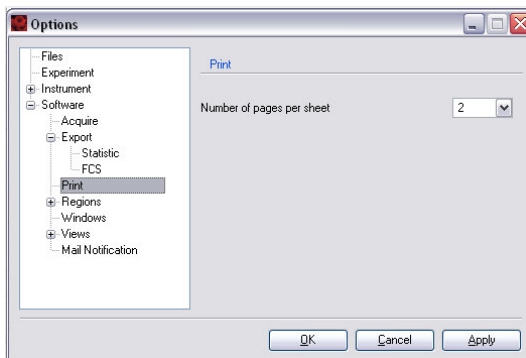 Options
Files
Experiment
Instrument
Software
Acquire
Export
Statistic
FCS
Print
Regions
Windows
Views
Mail Notification
Print
Number of pages per sheet 2
OK Cancel Apply